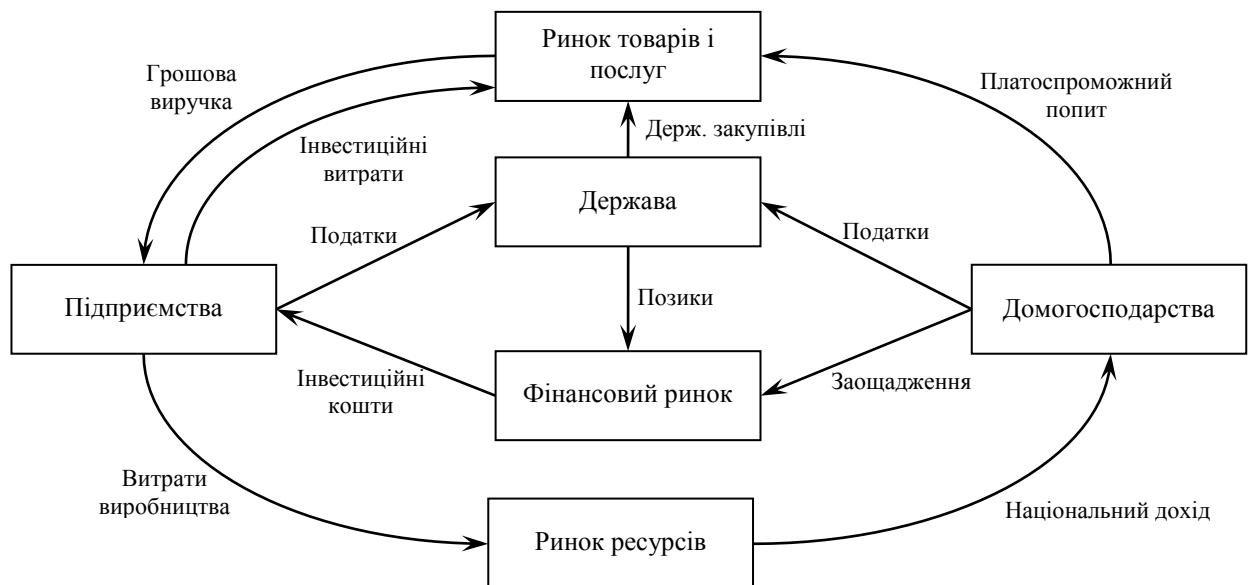 Ринок товарів і
послуг
Грошова
виручка
Платоспроможний
попит
Інвестиційні
витрати
Держ. закупівлі
Держава
Податки
Податки
Підприємства
Позики
Домогосподарства
Інвестиційні
кошти
Фінансовий ринок
Заощадження
Витрати
виробництва
Національний дохід
Ринок ресурсів